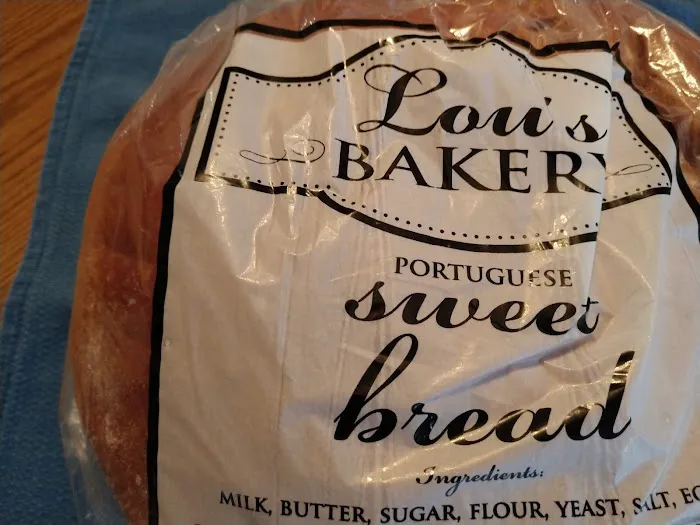 Lou's
BAKERY
PORTUGUESE
sweet
bread
Ingredients:
MILK, BUTTER, SUGAR, FLOUR, YEAST, SALT,